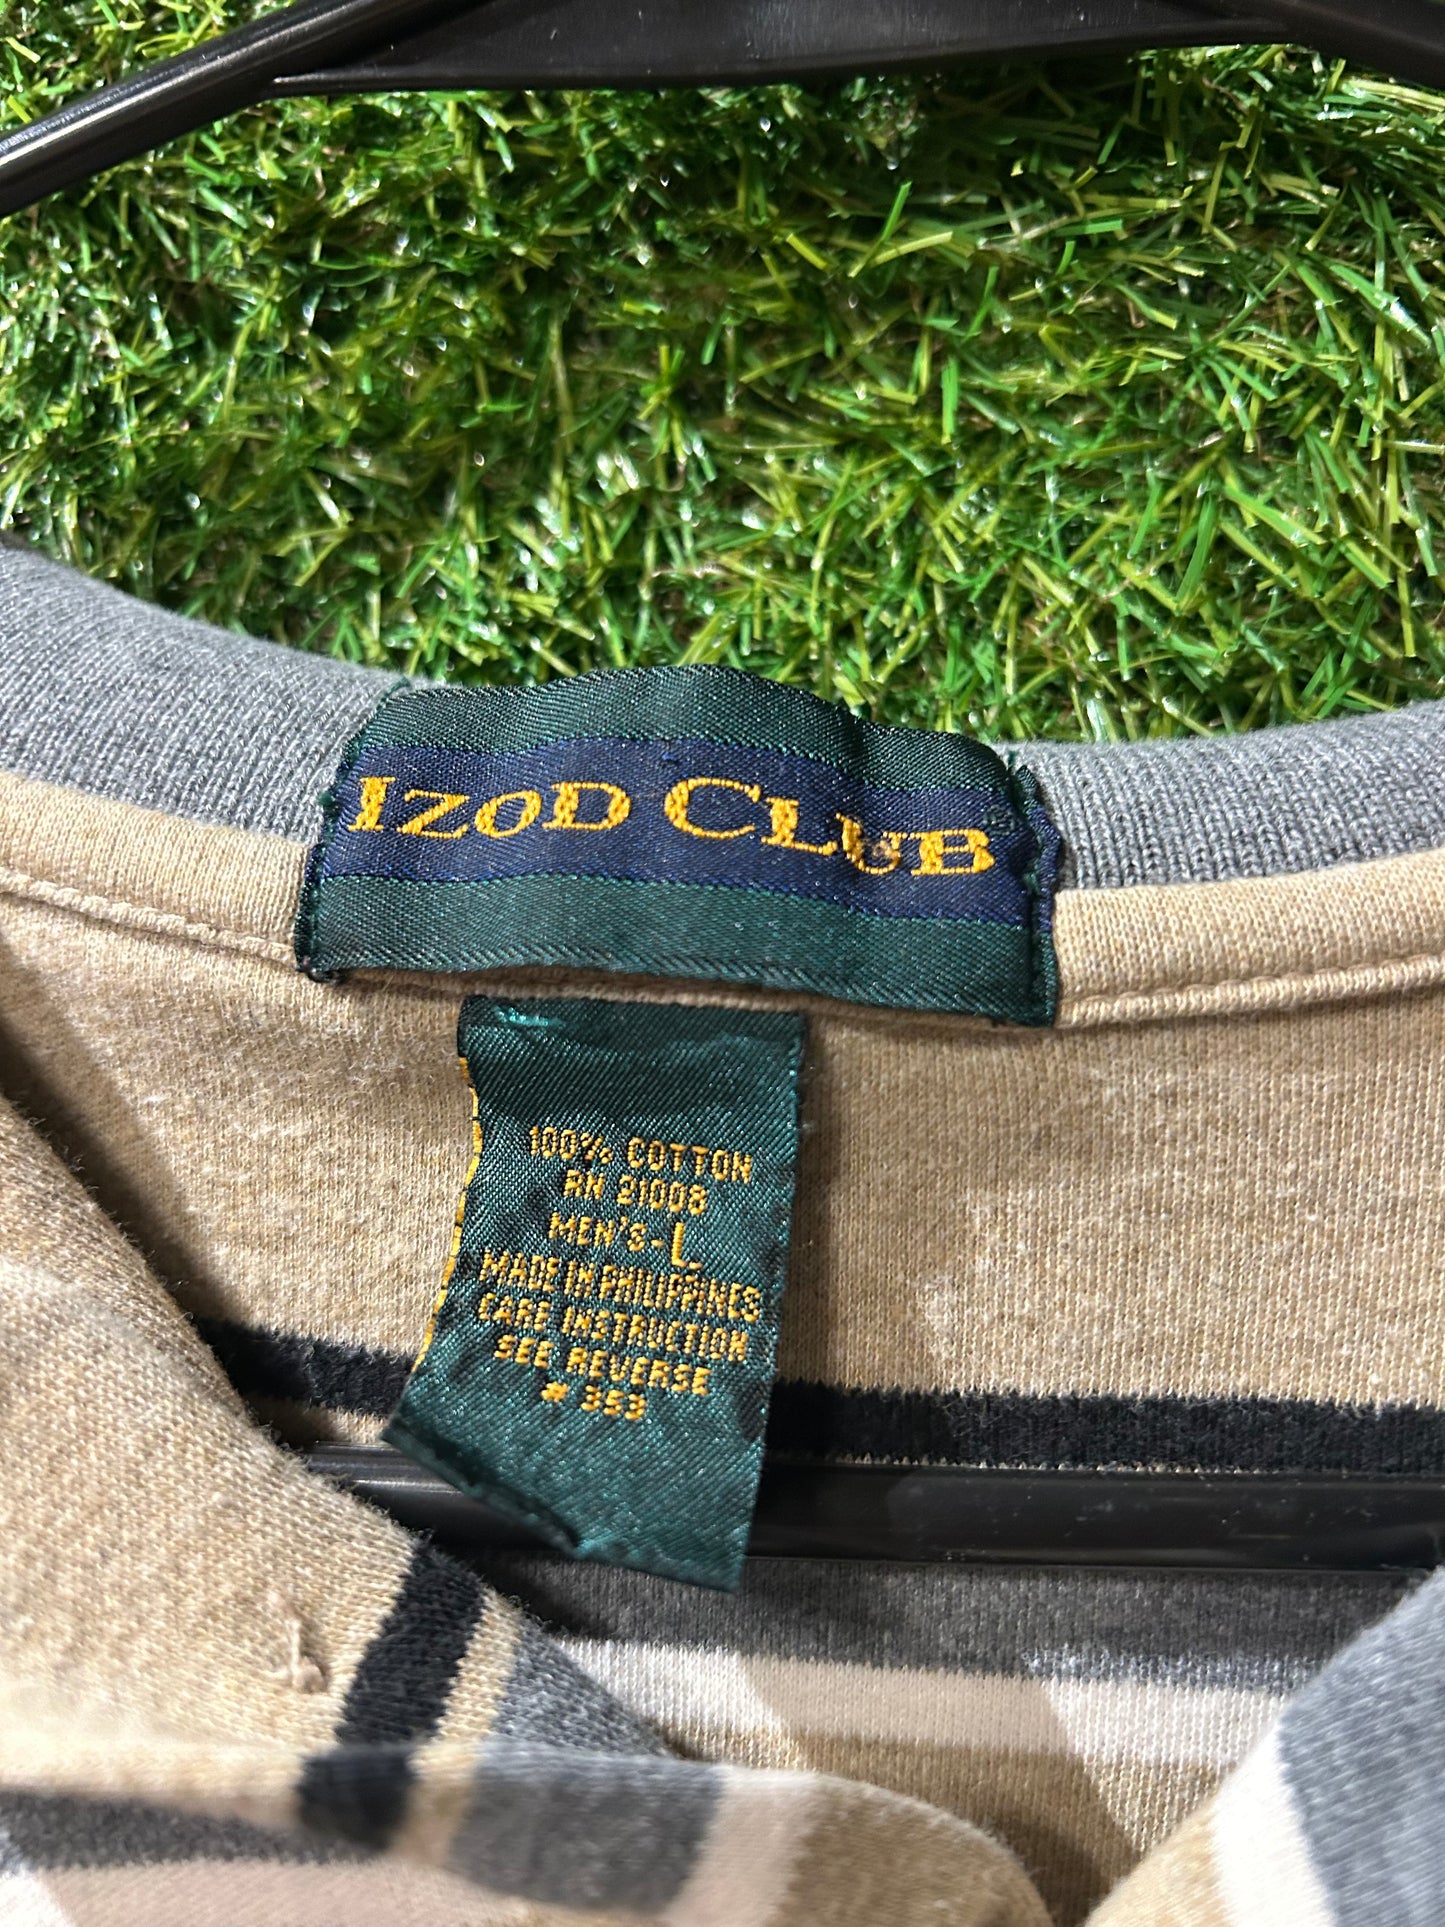 IZOD CLUB®
100% COTTON
RN 21008
MEN'S-L
MADE IN PHILIPPINES
CARE INSTRUCTION
SEE REVERSE
# 353